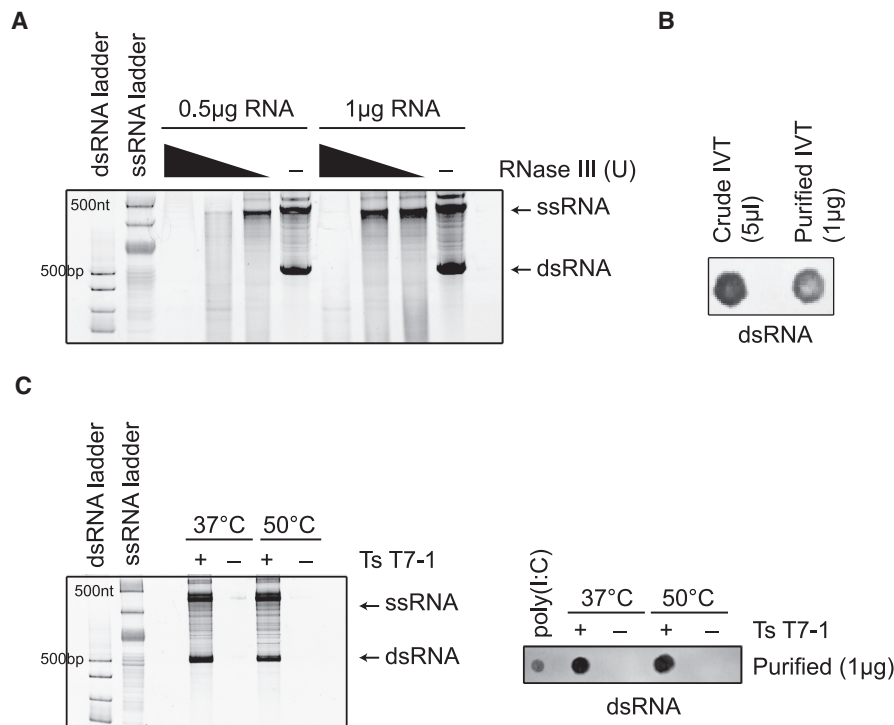 A
dsRNA ladder
ssRNA ladder
0.5µg RNA
1µg RNA
–
–
RNase III (U)
500nt
500bp
ssRNA
dsRNA
B
Crude IVT
(5µl)
Purified IVT
(1µg)
dsRNA
C
dsRNA ladder
ssRNA ladder
37°C
50°C
+
–
+
–
Ts T7-1
500nt
500bp
ssRNA
dsRNA
poly(I:C)
37°C
50°C
+
–
+
–
Ts T7-1
Purified (1µg)
dsRNA